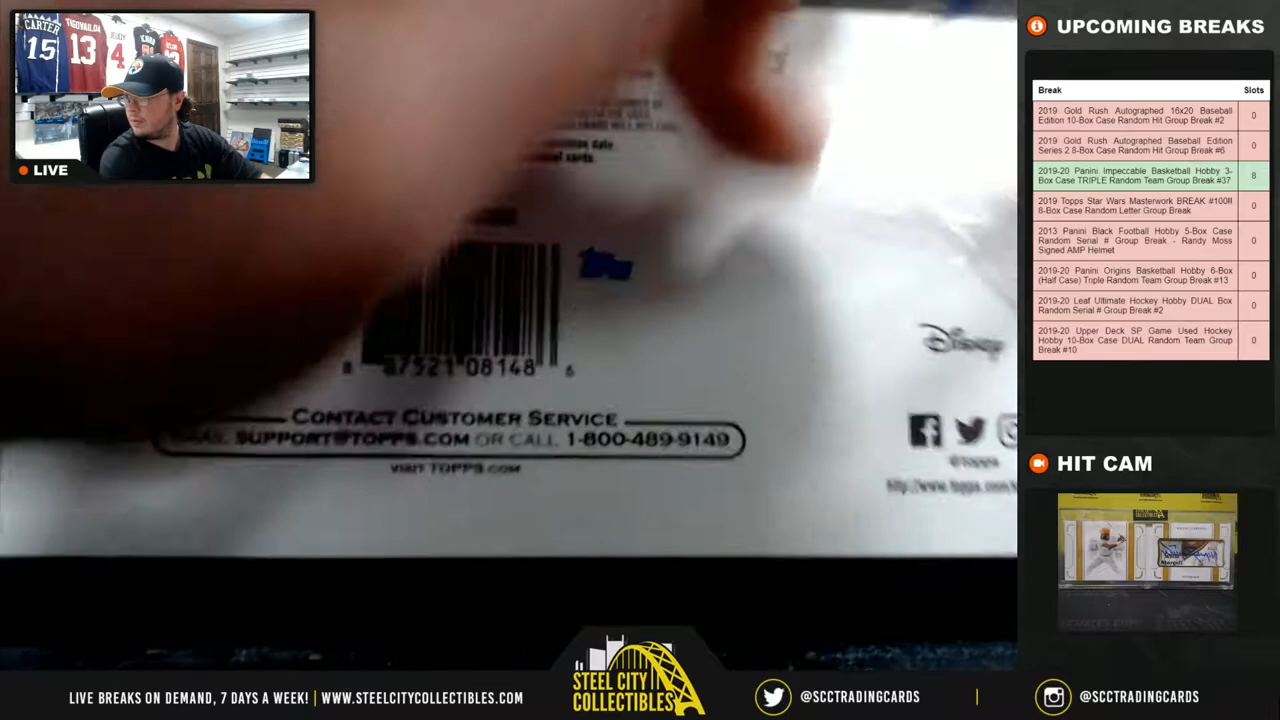 CARTER
15
TAGOVAILOA
13
JEUDY
4
LIVE
87521 08148 6
CONTACT CUSTOMER SERVICE
SUPPORT@TOPPS.COM OR CALL 1-800-489-9149
VISIT TOPPS.COM
Disney
@topps
UPCOMING BREAKS
Break Slots
2019 Gold Rush Autographed 16x20 Baseball
Edition 10-Box Case Random Hit Group Break #2 0
2019 Gold Rush Autographed Baseball Edition
Series 2 8-Box Case Random Hit Group Break #6 0
2019-20 Panini Impeccable Basketball Hobby 3-
Box Case TRIPLE Random Team Group Break #37 8
2019 Topps Star Wars Masterwork BREAK #100!!!
8-Box Case Random Letter Group Break 0
2013 Panini Black Football Hobby 5-Box Case
Random Serial # Group Break - Randy Moss
Signed AMP Helmet 0
2019-20 Panini Origins Basketball Hobby 6-Box
(Half Case) Triple Random Team Group Break #13 0
2019-20 Leaf Ultimate Hockey Hobby DUAL Box
Random Serial # Group Break #2 0
2019-20 Upper Deck SP Game Used Hockey
Hobby 10-Box Case DUAL Random Team Group
Break #10 0
HIT CAM
LIVE BREAKS ON DEMAND, 7 DAYS A WEEK! | WWW.STEELCITYCOLLECTIBLES.COM
STEEL CITY
COLLECTIBLES
@SCCTRADINGCARDS
@SCCTRADINGCARDS